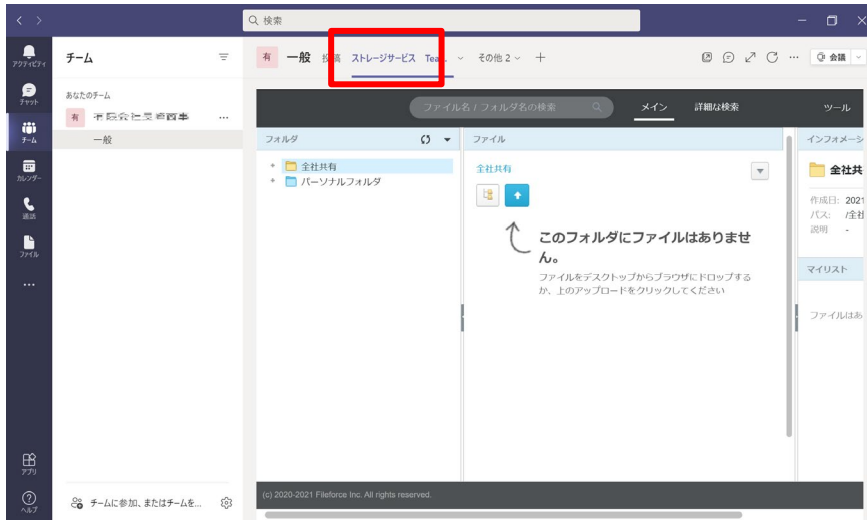 検索
アクティビティ
チャット
チーム
カレンダー
通話
ファイル
アプリ
ヘルプ
チーム
あなたのチーム
有
一般
チームに参加、またはチームを...
有 一般
ストレージサービス Tea...
その他 2
会議
ファイル名 / フォルダ名の検索
メイン
詳細な検索
ツール
フォルダ
全社共有
パーソナルフォルダ
ファイル
全社共有
このフォルダにファイルはありませ
ん。
ファイルをデスクトップからブラウザにドロップする
か、上のアップロードをクリックしてください
インフォメーシ
全社共
作成日: 2021
パス: /全社
説明 -
マイリスト
ファイルはあ
(c) 2020-2021 Fileforce Inc. All rights reserved.